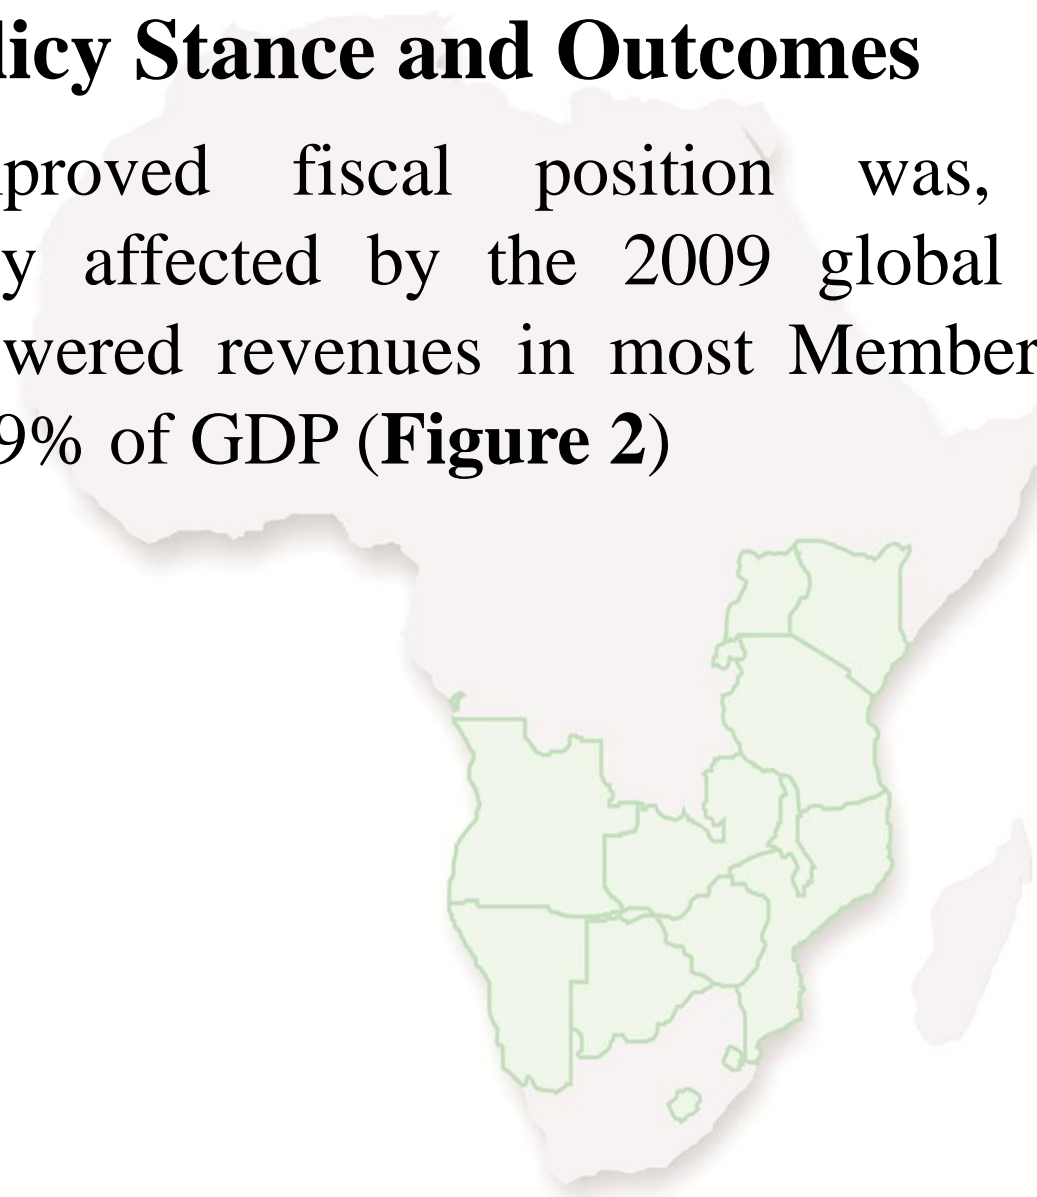 licy Stance and Outcomes
proved fiscal position was,
y affected by the 2009 global
wered revenues in most Member
9% of GDP (Figure 2)